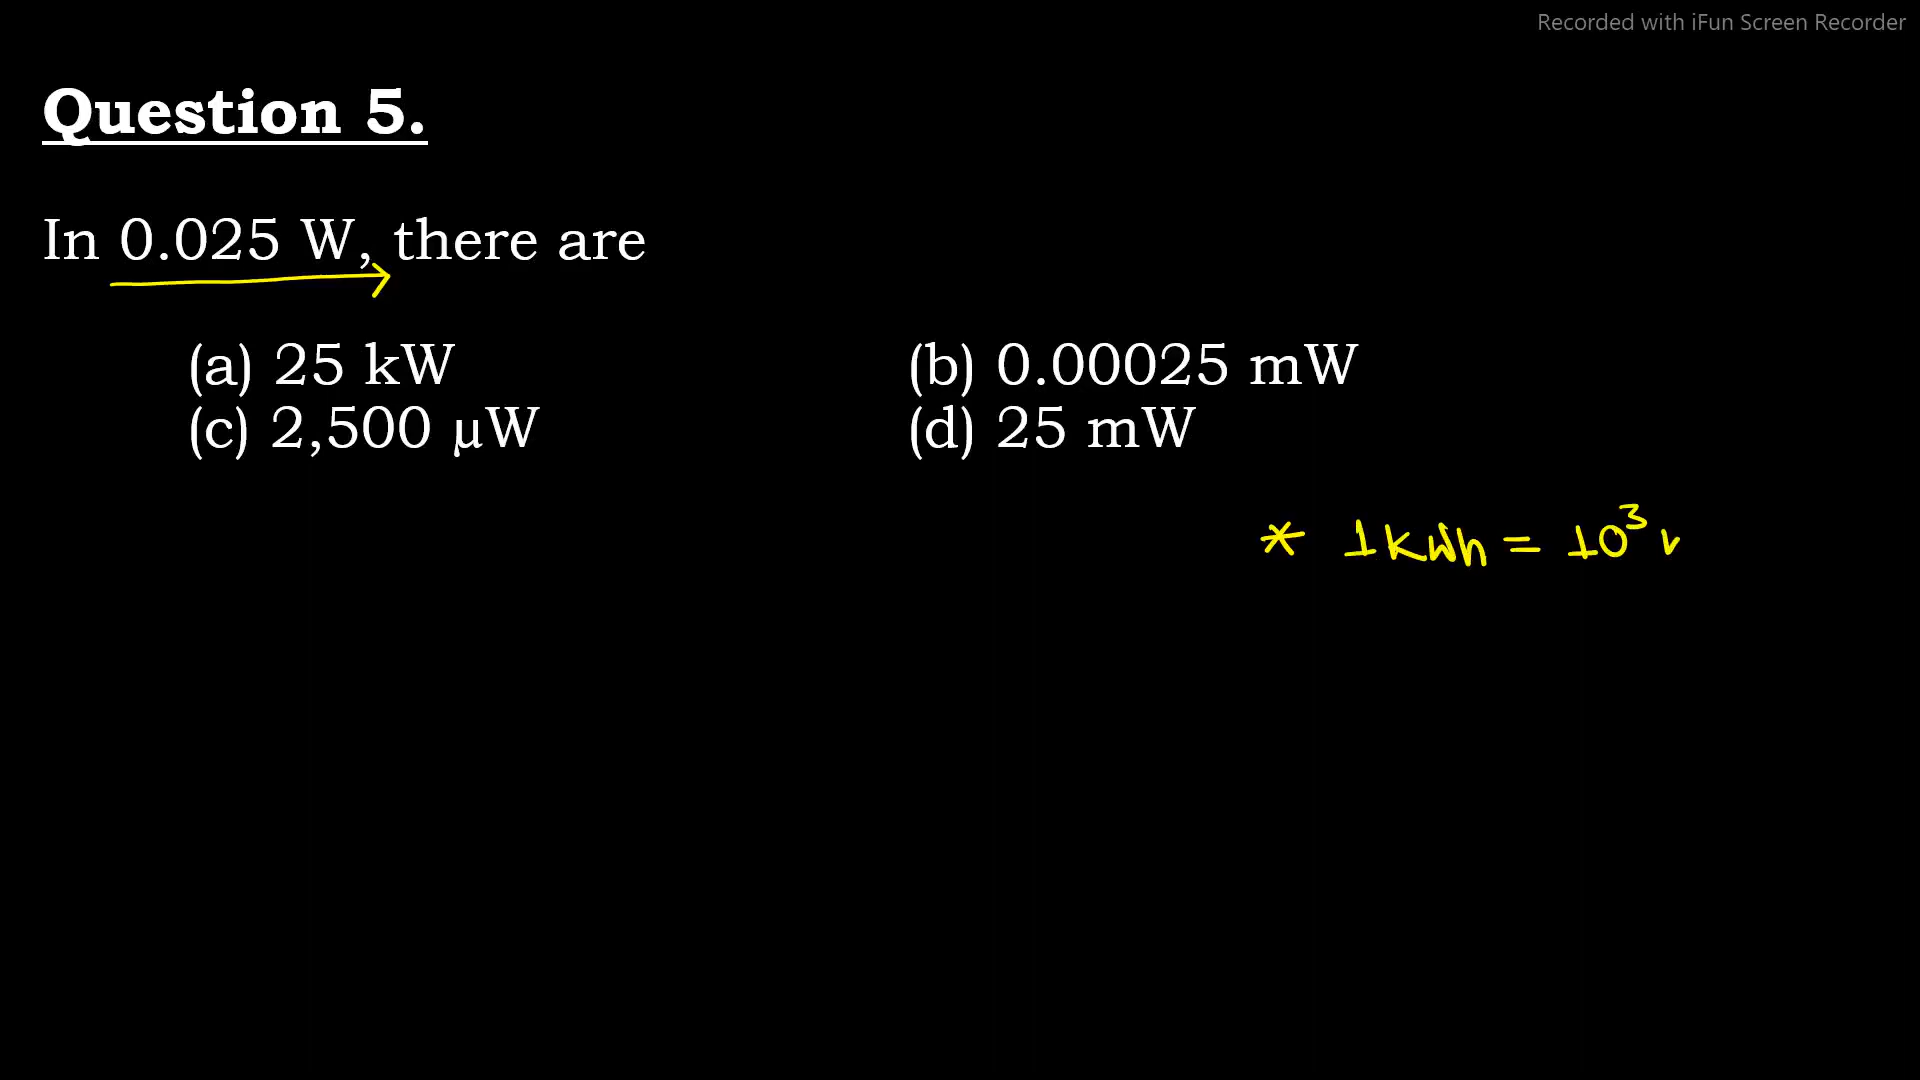 Recorded with iFun Screen Recorder
Question 5.
In 0.025 W, there are
(a) 25 kW (b) 0.00025 mW
(c) 2,500 µW (d) 25 mW
* 1kWh = 10³